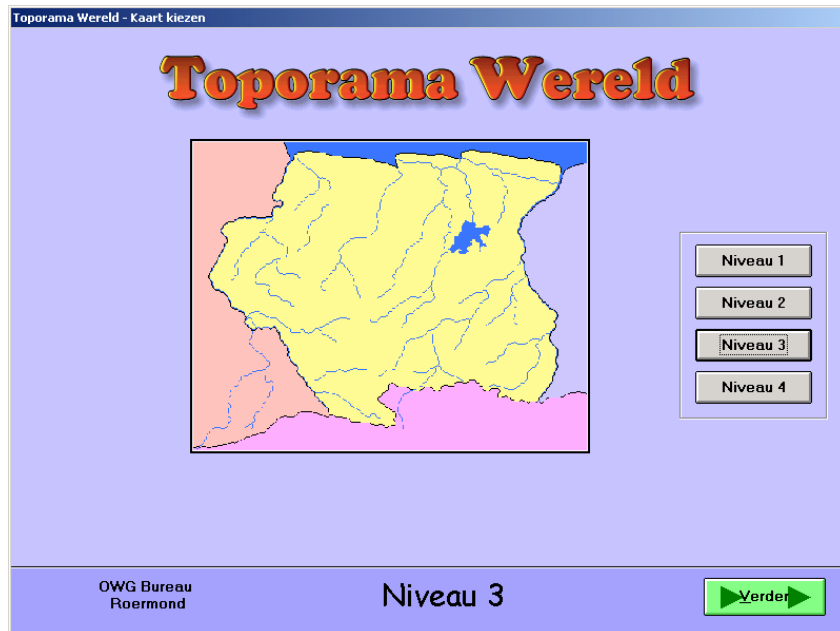 Toporama Wereld - Kaart kiezen
Toporama Wereld
Niveau 1
Niveau 2
Niveau 3
Niveau 4
OWG Bureau
Roermond
Niveau 3
Verder